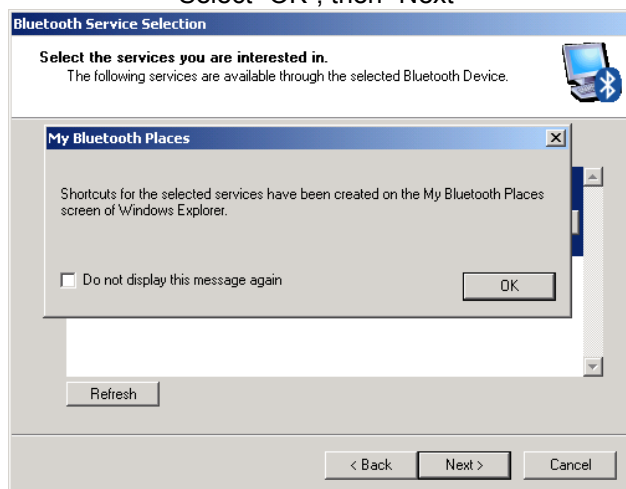 Select "OK", then "Next"
Bluetooth Service Selection
Select the services you are interested in.
The following services are available through the selected Bluetooth Device.
My Bluetooth Places
Shortcuts for the selected services have been created on the My Bluetooth Places
screen of Windows Explorer.
Do not display this message again
OK
Refresh
< Back
Next >
Cancel